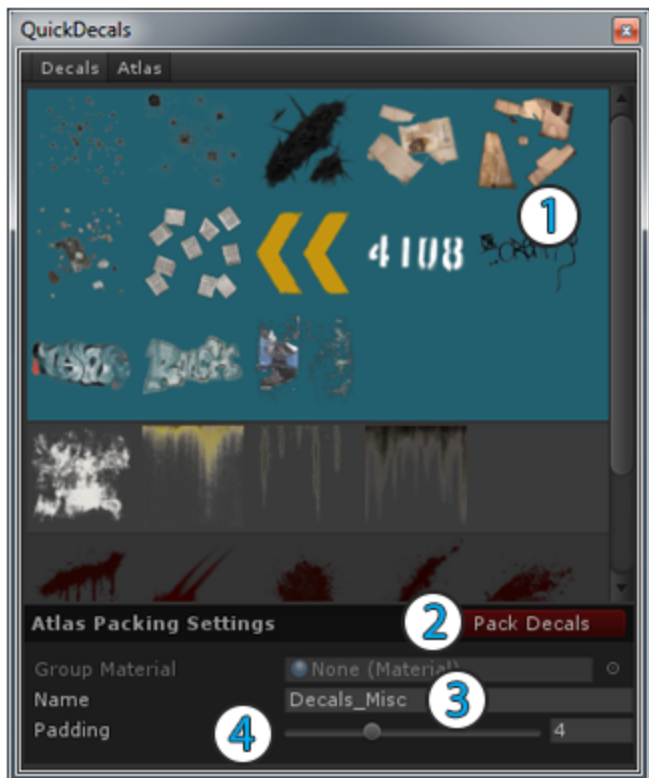 QuickDecals
Decals Atlas
1
4108
Atlas Packing Settings
2 Pack Decals
Group Material None (Material)
Name Decals_Misc 3
Padding 4 4